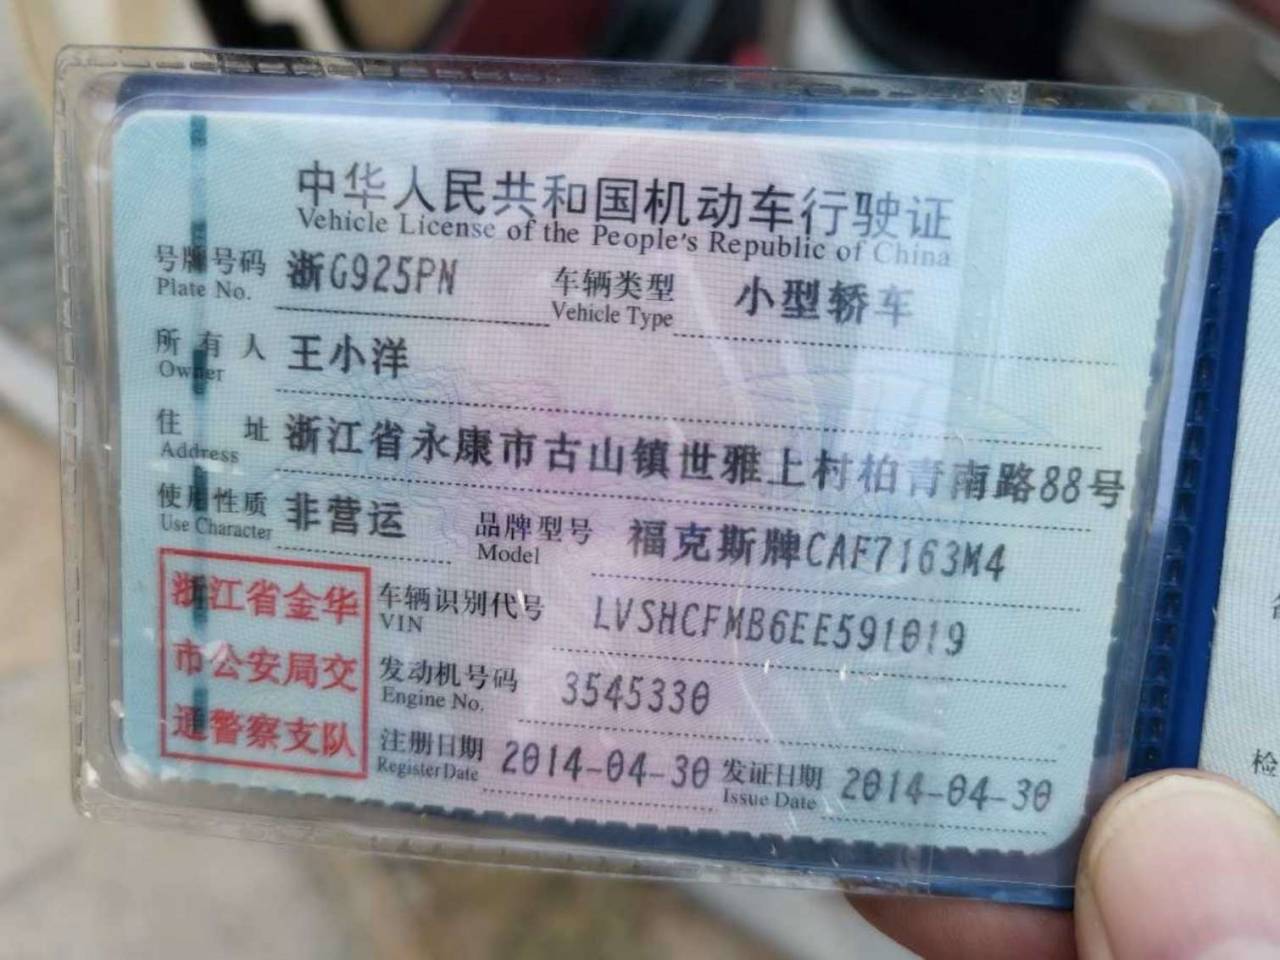 中华人民共和国机动车行驶证
Vehicle License of the People's Republic of China
号牌号码 浙G925PN 车辆类型 小型轿车
Plate No. Vehicle Type
所有人 王小洋
Owner
住址 浙江省永康市古山镇世雅上村柏青南路88号
Address
使用性质 非营运 品牌型号 福克斯牌CAF7163M4
Use Character Model
浙江省金华
市公安局交
通警察支队
车辆识别代号 LVSHCFMB6EE591019
VIN
发动机号码 3545330
Engine No.
注册日期 2014-04-30 发证日期 2014-04-30
Register Date Issue Date
检